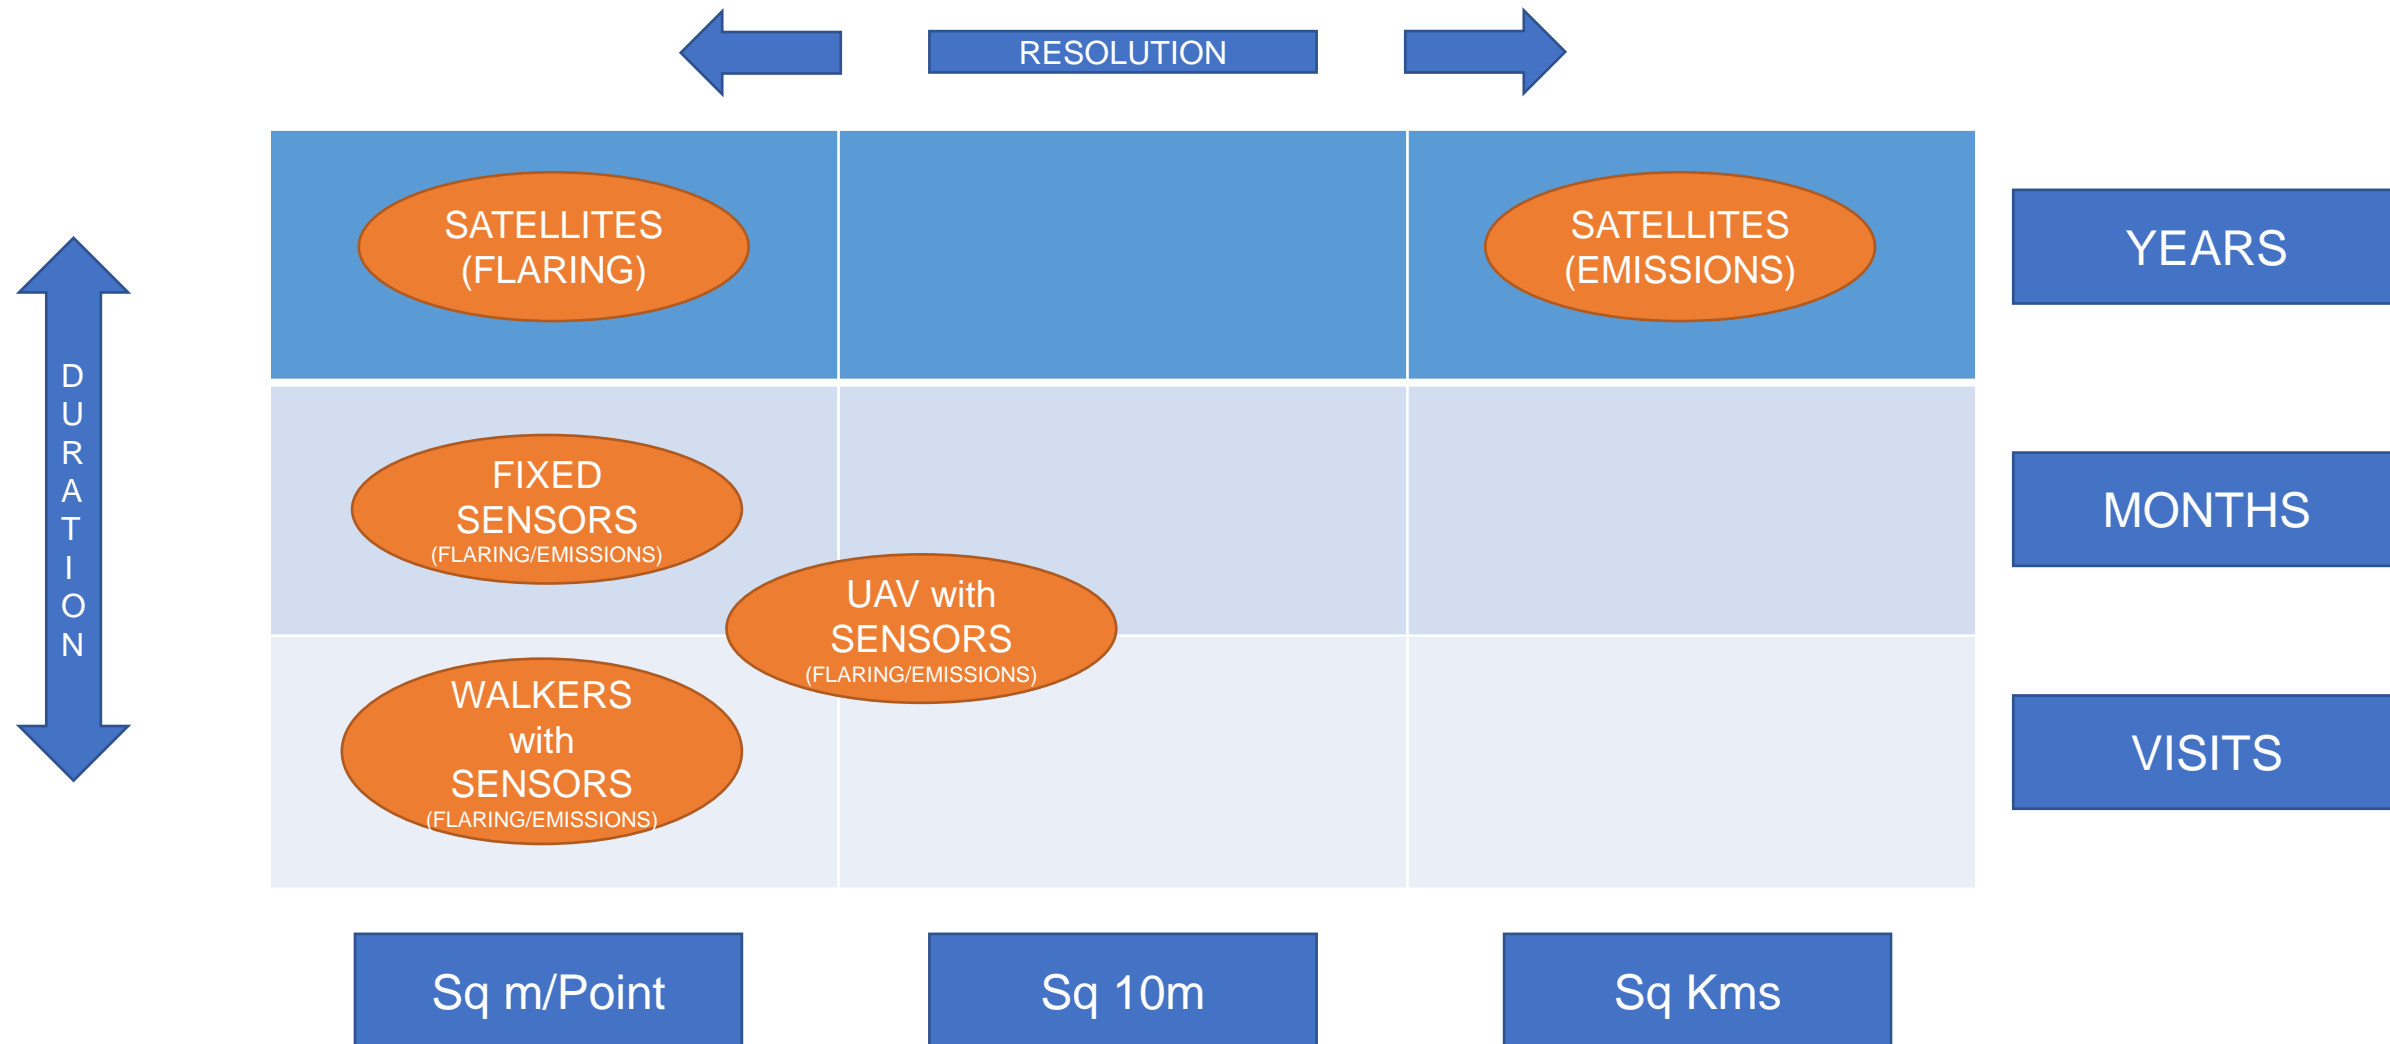 RESOLUTION
SATELLITES
(FLARING)
SATELLITES
(EMISSIONS)
YEARS
D
U
R
A
T
I
O
N
FIXED
SENSORS
(FLARING/EMISSIONS)
MONTHS
UAV with
SENSORS
(FLARING/EMISSIONS)
WALKERS
with
SENSORS
(FLARING/EMISSIONS)
VISITS
Sq m/Point
Sq 10m
Sq Kms